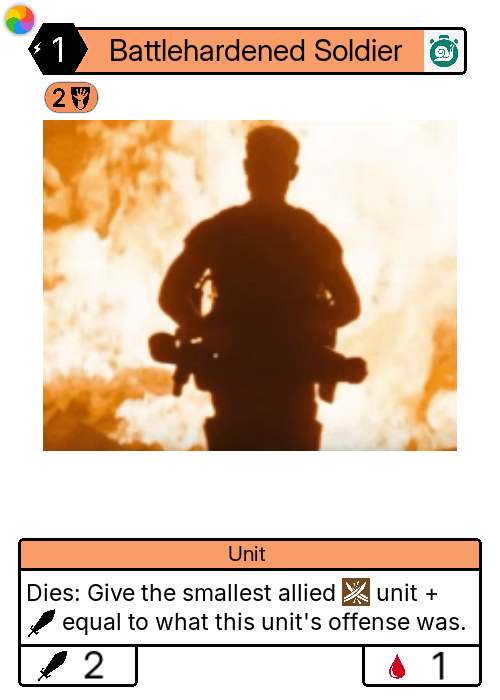 1 Battlehardened Soldier
2
Unit
Dies: Give the smallest allied unit +
equal to what this unit's offense was.
2 1